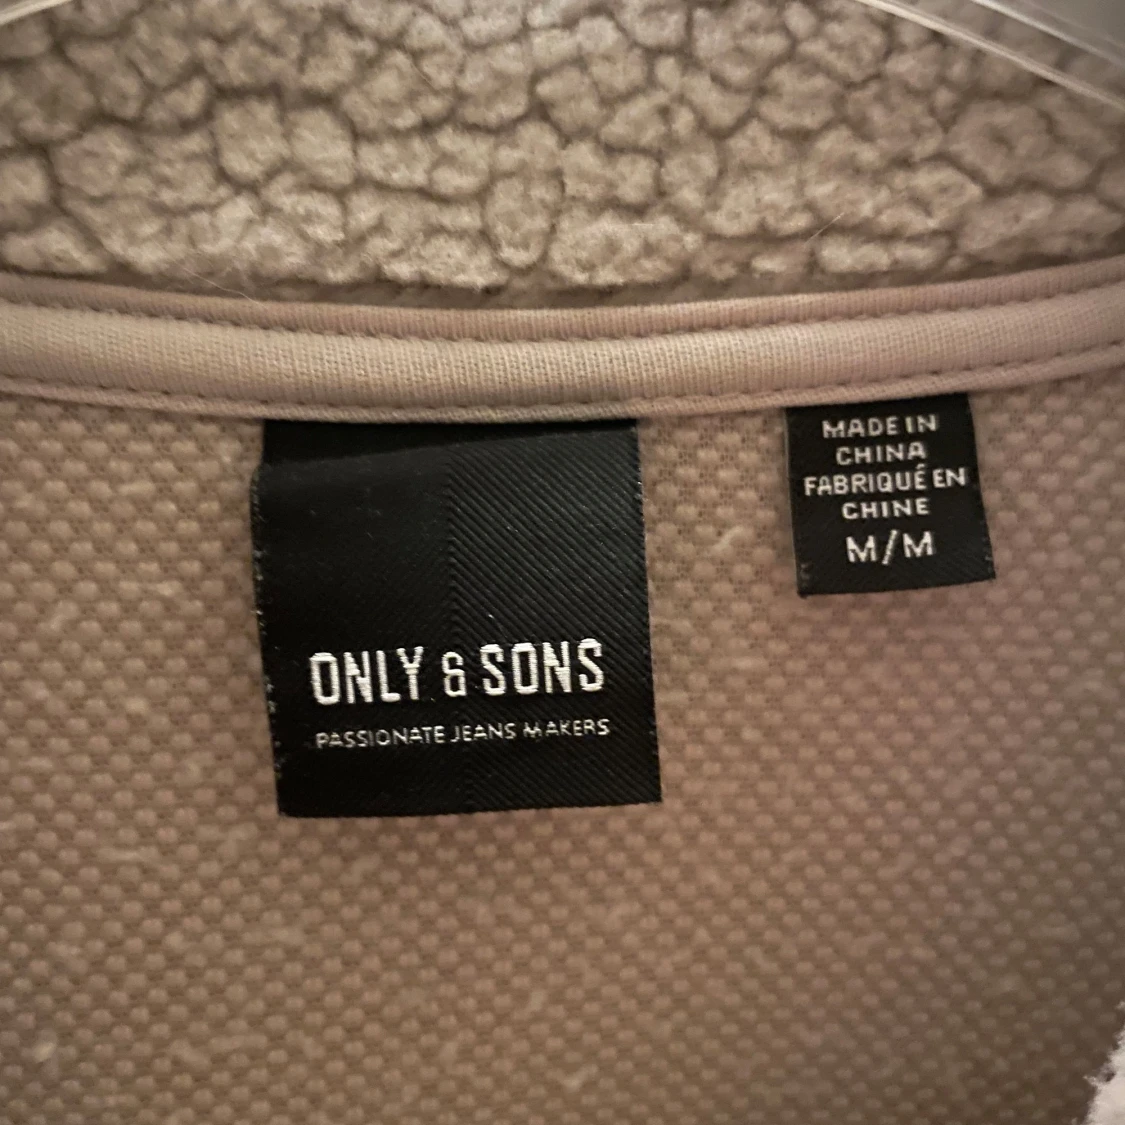 ONLY & SONS
PASSIONATE JEANS MAKERS
MADE IN
CHINA
FABRIQUÉ EN
CHINE
M/M